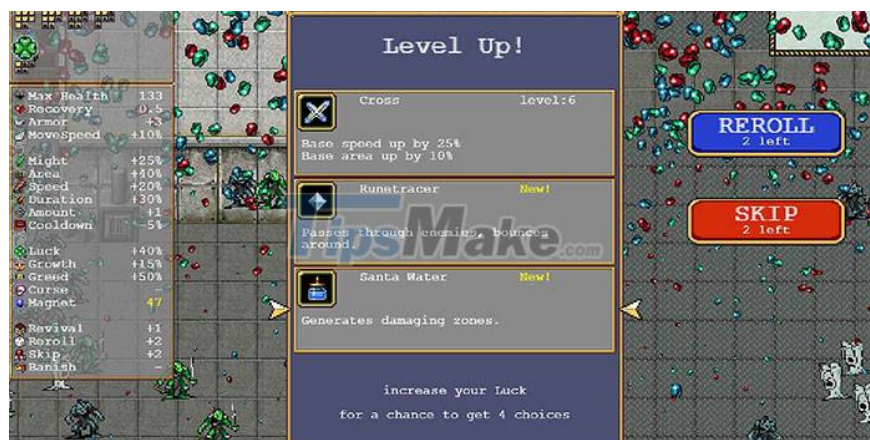 Level Up!
Max Health 133
Recovery 0.5
Armor +3
MoveSpeed +10%
Might +25%
Area +40%
Speed +20%
Duration +30%
Amount +1
Cooldown -5%
Luck +40%
Growth +15%
Greed +50%
Curse -
Magnet 47
Revival +1
Reroll +2
Skip +2
Banish -
Cross level:6
Base speed up by 25%
Base area up by 10%
Runetracer New!
Passes through enemies, bounces
around.
Santa Water New!
Generates damaging zones.
increase your Luck
for a chance to get 4 choices
REROLL
2 left
SKIP
2 left
TipsMake.com